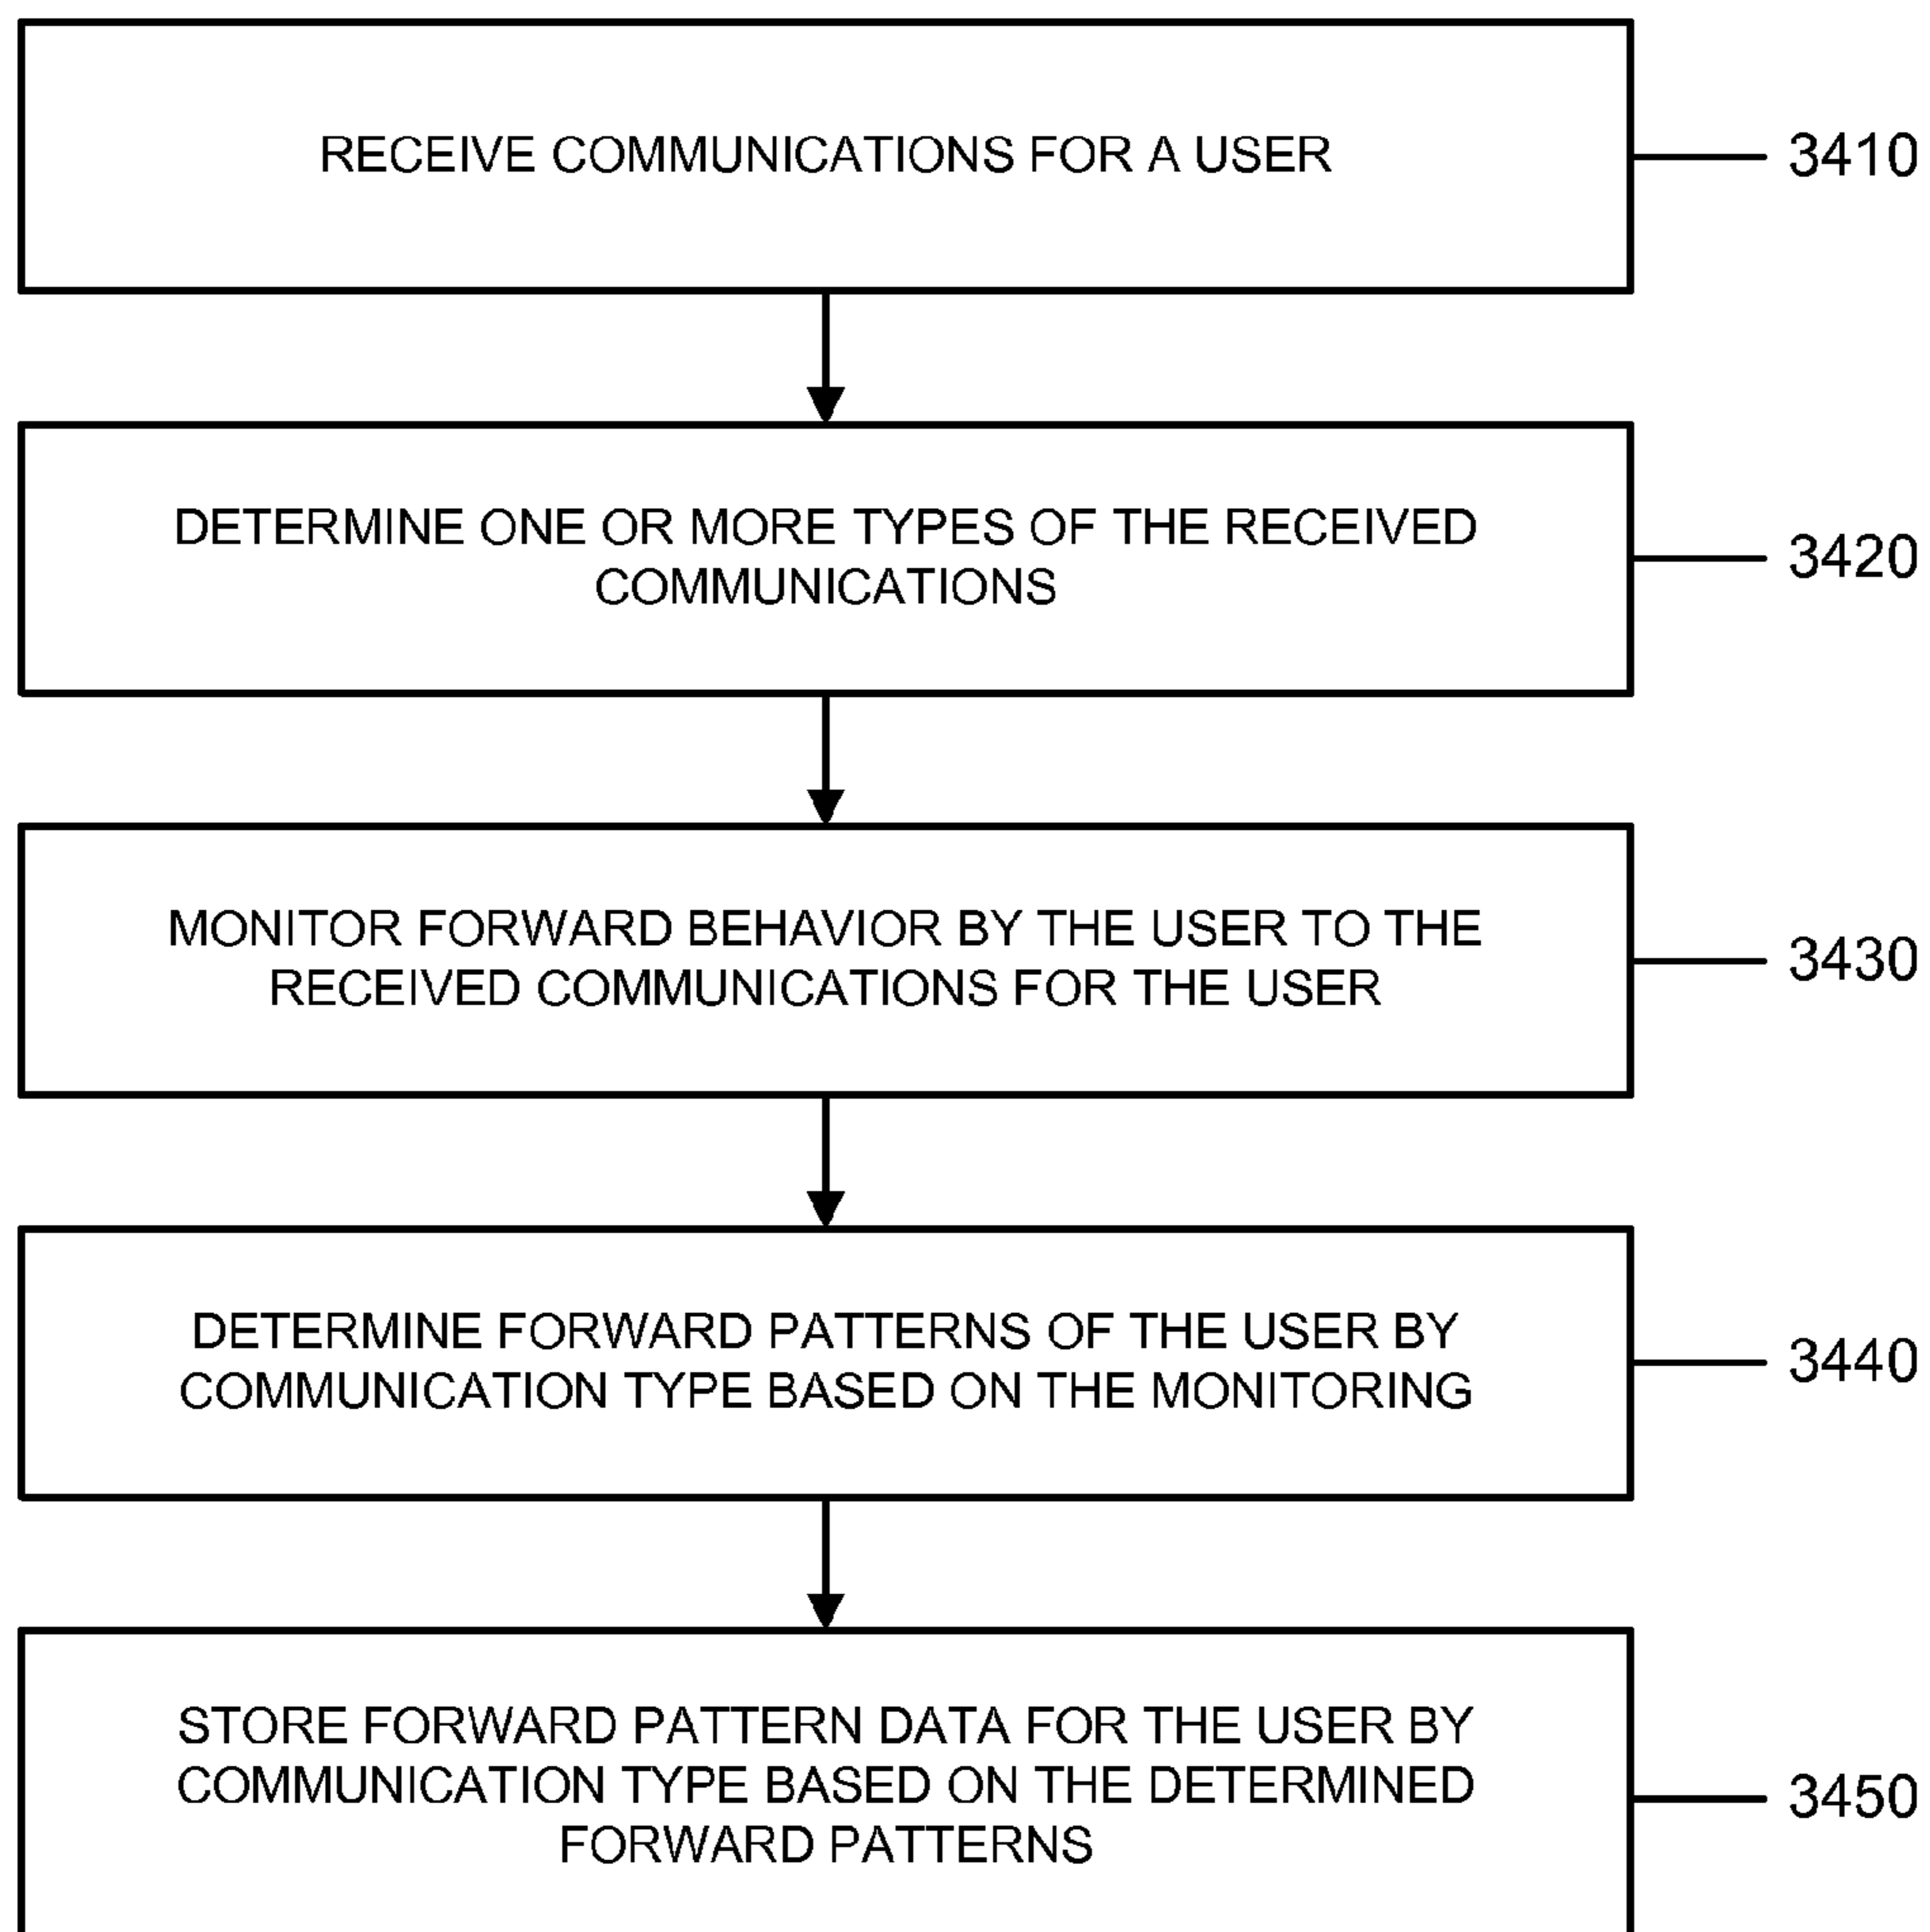 RECEIVE COMMUNICATIONS FOR A USER
3410
DETERMINE ONE OR MORE TYPES OF THE RECEIVED
COMMUNICATIONS
3420
MONITOR FORWARD BEHAVIOR BY THE USER TO THE
RECEIVED COMMUNICATIONS FOR THE USER
3430
DETERMINE FORWARD PATTERNS OF THE USER BY
COMMUNICATION TYPE BASED ON THE MONITORING
3440
STORE FORWARD PATTERN DATA FOR THE USER BY
COMMUNICATION TYPE BASED ON THE DETERMINED
FORWARD PATTERNS
3450